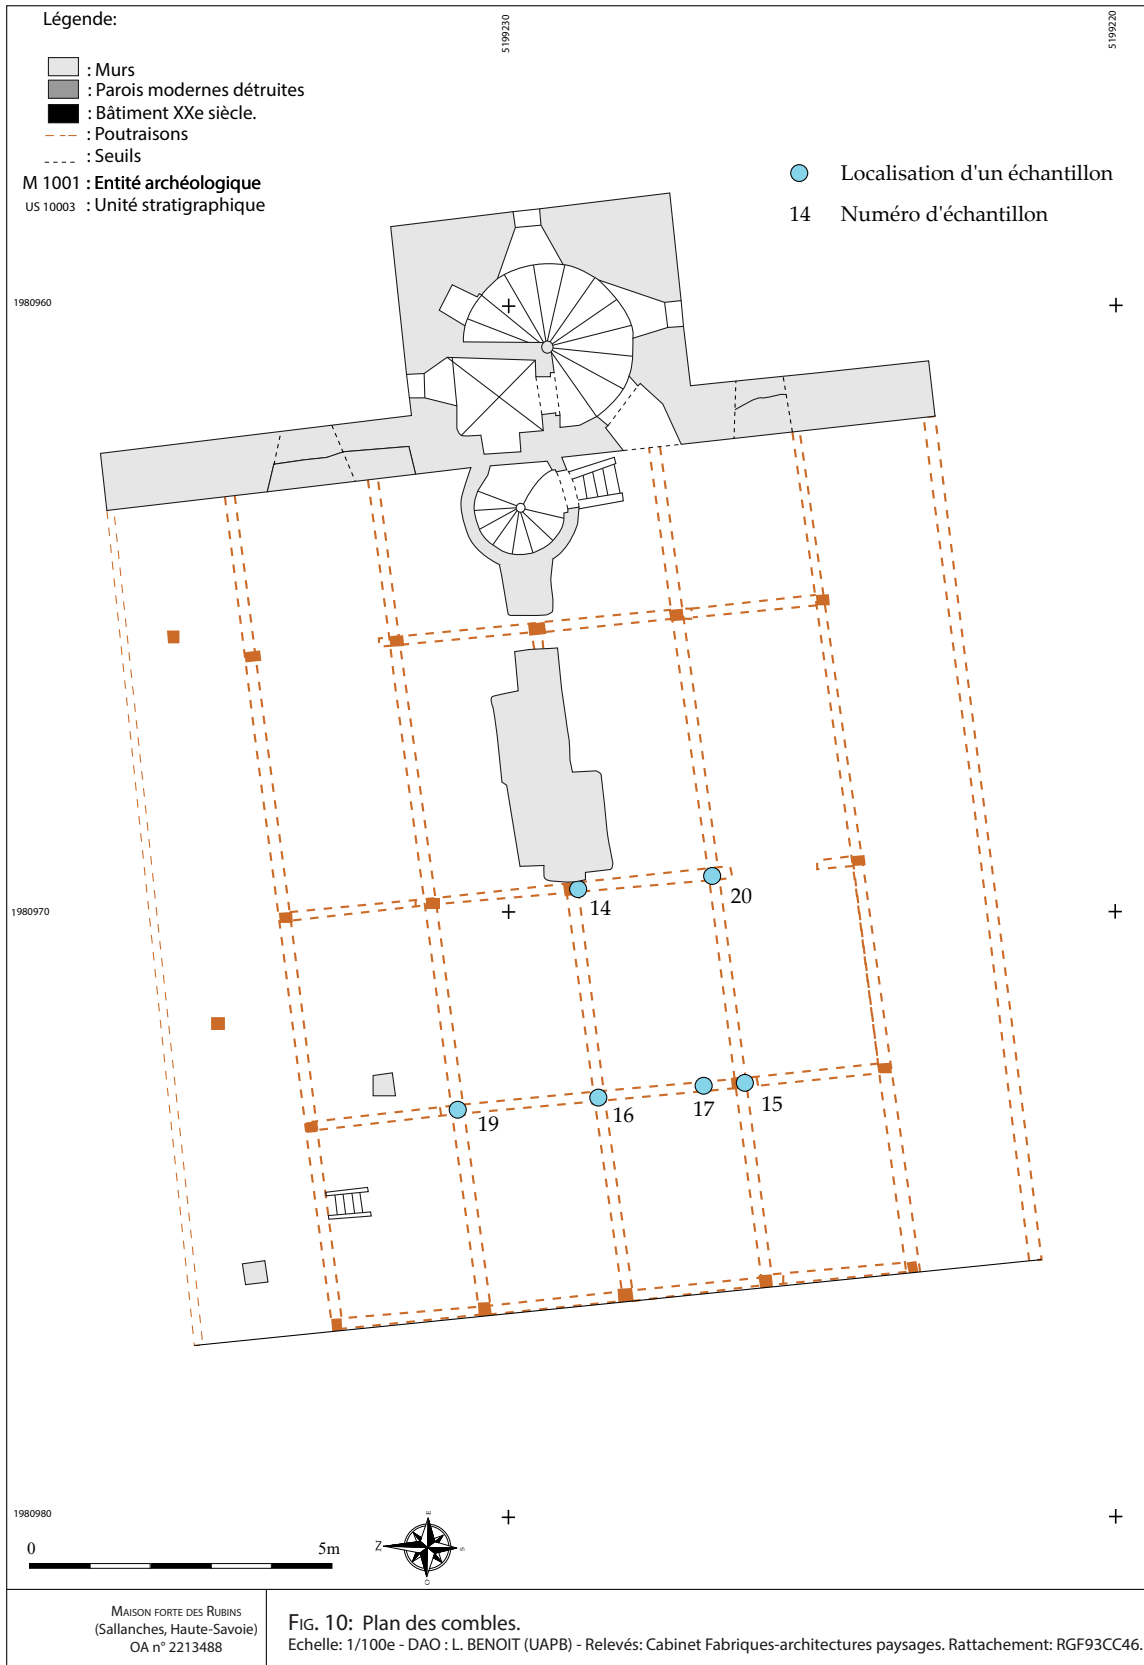 Légende:
5199230
5199220
: Murs
: Parois modernes détruites
: Bâtiment XXe siècle.
: Poutraisons
: Seuils
M 1001 : Entité archéologique
US 10003 : Unité stratigraphique
Localisation d'un échantillon
14 Numéro d'échantillon
1980960
20
14
1980970
15
17
16
19
1980980
0 5m
E
Z
S
O
MAISON FORTE DES RUBINS
(Sallanches, Haute-Savoie)
OA n° 2213488
FIG. 10: Plan des combles.
Echelle: 1/100e - DAO : L. BENOIT (UAPB) - Relevés: Cabinet Fabriques-architectures paysages. Rattachement: RGF93CC46.